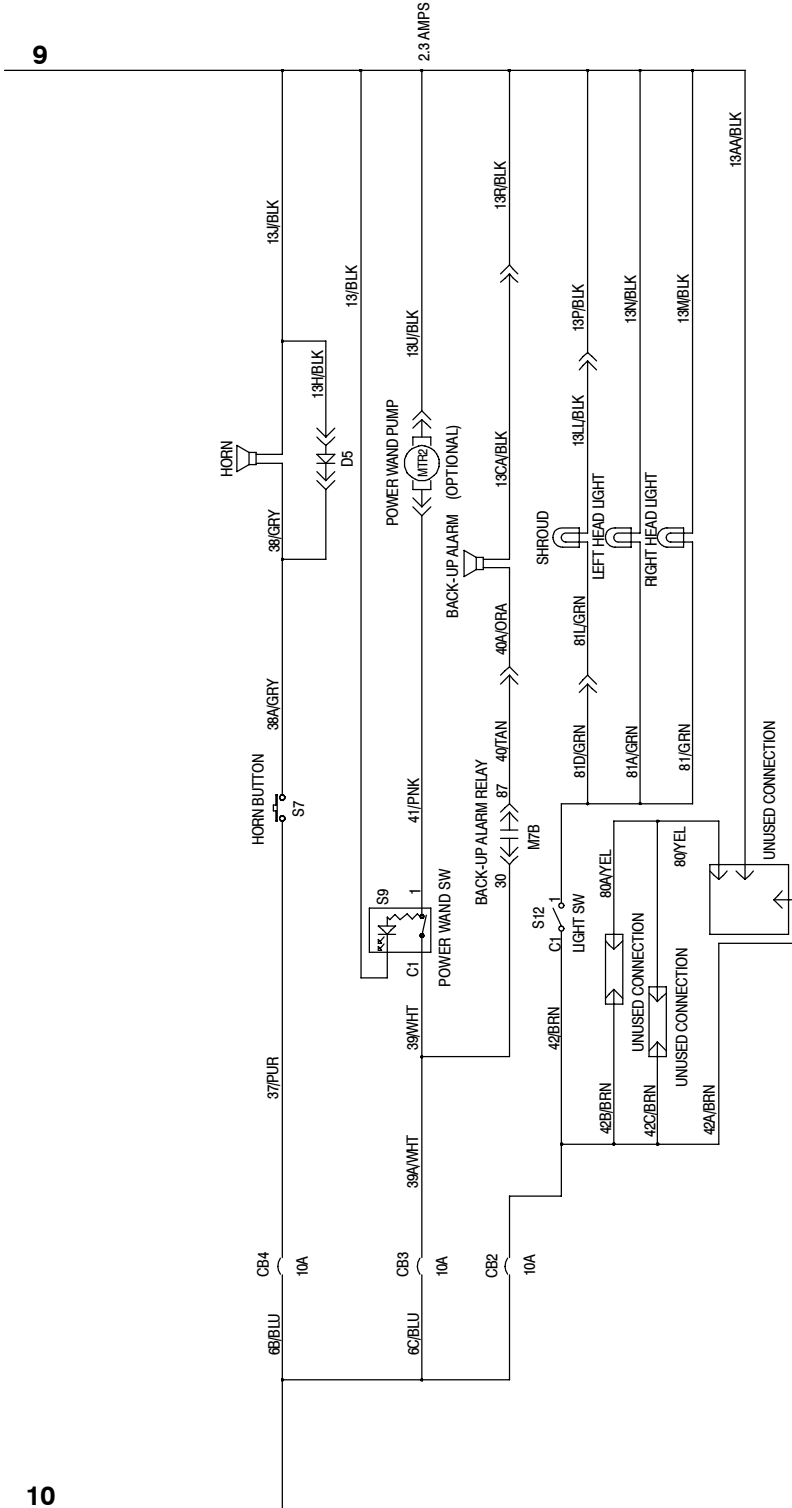 9
10
6B/BLU
CB4
10A
37/PUR
HORN BUTTON
S7
38A/GRY
38/GRY
HORN
D5
13H/BLK
13J/BLK
13/BLK
6C/BLU
CB3
10A
39A/WHT
39/WHT
C1
S9
1
POWER WAND SW
41/PNK
POWER WAND PUMP
MTR2
(OPTIONAL)
13U/BLK
2.3 AMPS
BACK-UP ALARM RELAY
30
87
M7B
40/TAN
40A/ORA
BACK-UP ALARM
13CA/BLK
13R/BLK
CB2
10A
42/BRN
C1
S12
1
LIGHT SW
81D/GRN
81L/GRN
SHROUD
13LL/BLK
13P/BLK
81A/GRN
LEFT HEAD LIGHT
13N/BLK
81/GRN
RIGHT HEAD LIGHT
13M/BLK
42B/BRN
UNUSED CONNECTION
80A/YEL
42C/BRN
UNUSED CONNECTION
80/YEL
42A/BRN
UNUSED CONNECTION
13AA/BLK